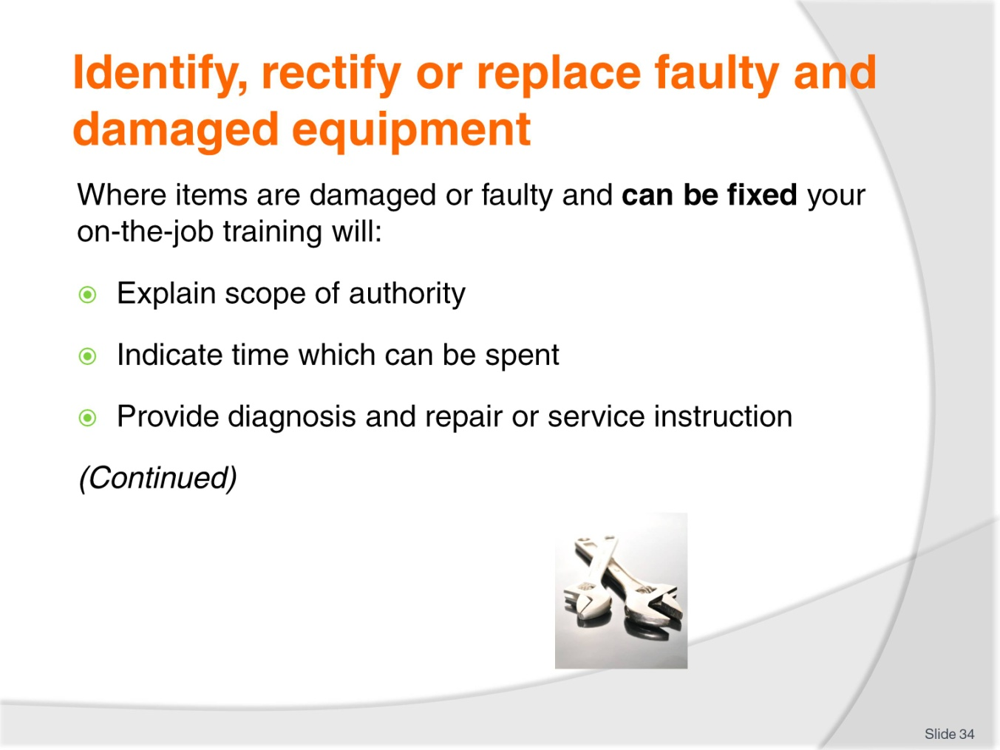 Identify, rectify or replace faulty and
damaged equipment
Where items are damaged or faulty and can be fixed your
on-the-job training will:
Explain scope of authority
Indicate time which can be spent
Provide diagnosis and repair or service instruction
(Continued)
Slide 34